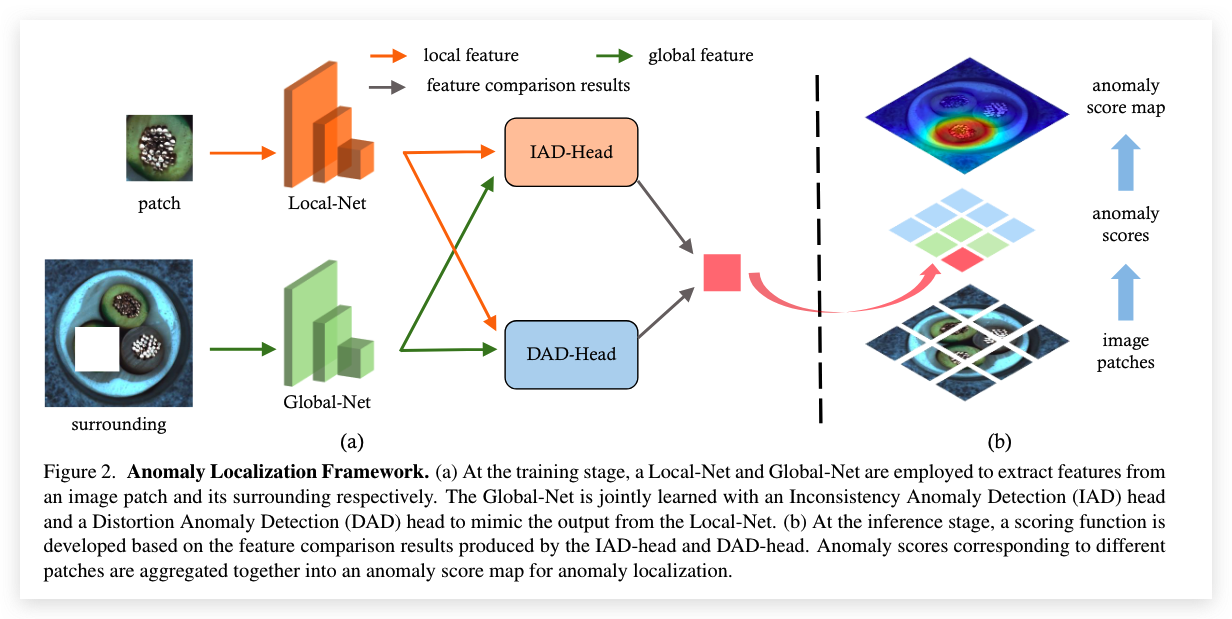 local feature
global feature
feature comparison results
patch
Local-Net
IAD-Head
surrounding
Global-Net
DAD-Head
(a)
anomaly
score map
anomaly
scores
image
patches
(b)
Figure 2. Anomaly Localization Framework. (a) At the training stage, a Local-Net and Global-Net are employed to extract features from
an image patch and its surrounding respectively. The Global-Net is jointly learned with an Inconsistency Anomaly Detection (IAD) head
and a Distortion Anomaly Detection (DAD) head to mimic the output from the Local-Net. (b) At the inference stage, a scoring function is
developed based on the feature comparison results produced by the IAD-head and DAD-head. Anomaly scores corresponding to different
patches are aggregated together into an anomaly score map for anomaly localization.